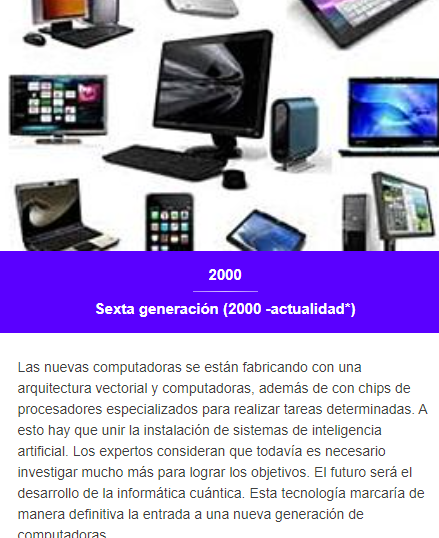 2000
Sexta generación (2000 -actualidad*)
Las nuevas computadoras se están fabricando con una
arquitectura vectorial y computadoras, además de con chips de
procesadores especializados para realizar tareas determinadas. A
esto hay que unir la instalación de sistemas de inteligencia
artificial. Los expertos consideran que todavía es necesario
investigar mucho más para lograr los objetivos. El futuro será el
desarrollo de la informática cuántica. Esta tecnología marcaría de
manera definitiva la entrada a una nueva generación de
computadoras